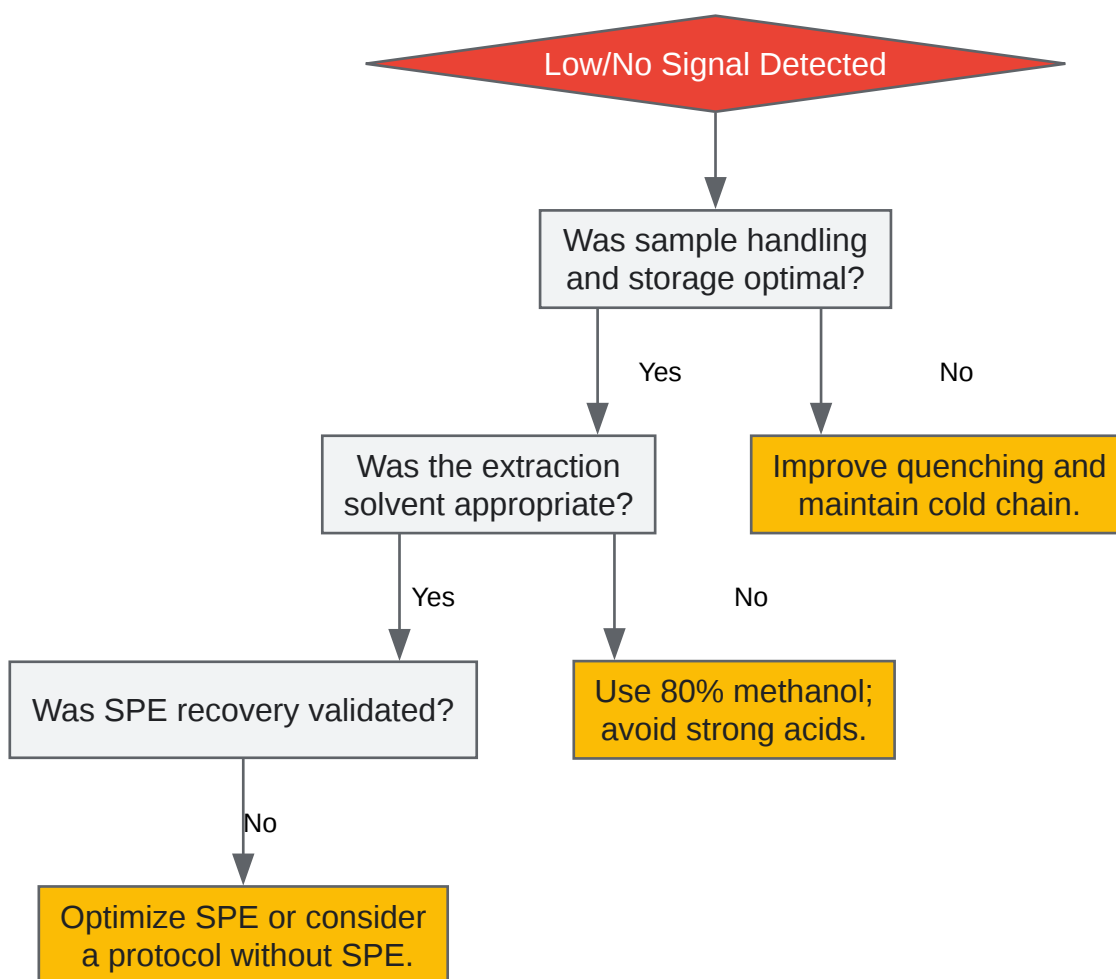 Low/No Signal Detected
Was sample handling
and storage optimal?
Yes
No
Was the extraction
solvent appropriate?
Improve quenching and
maintain cold chain.
Yes
No
Was SPE recovery validated?
Use 80% methanol;
avoid strong acids.
No
Optimize SPE or consider
a protocol without SPE.